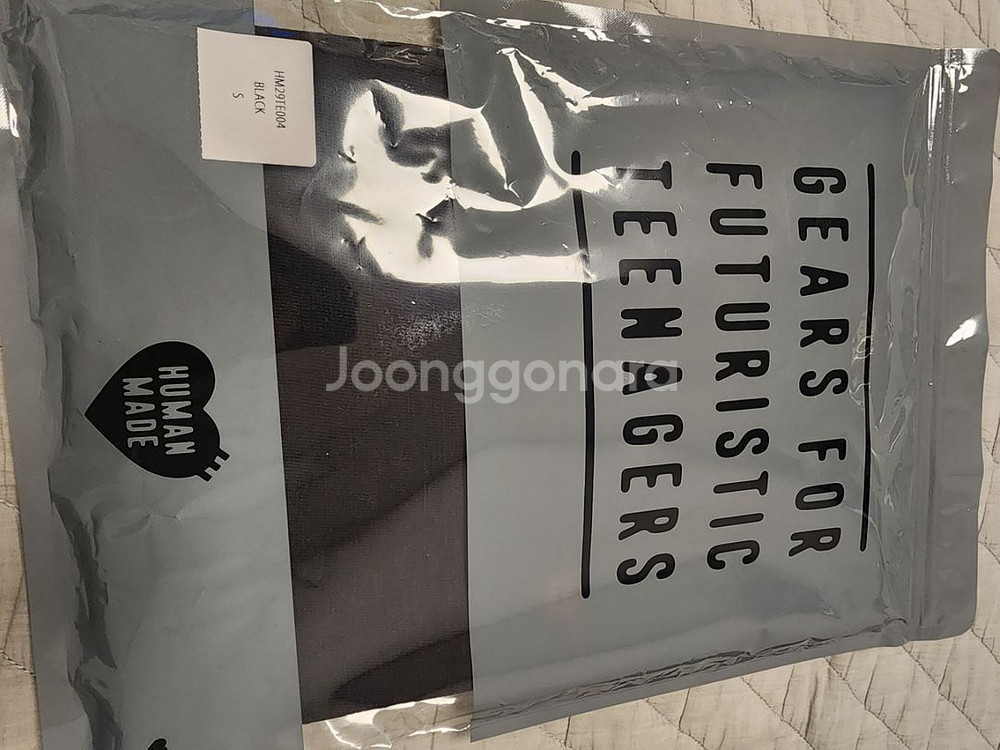 GEARS FOR
FUTURISTIC
TEENAGERS
HM29TE004
BLACK
S
HUMAN
MADE
Joonggonara